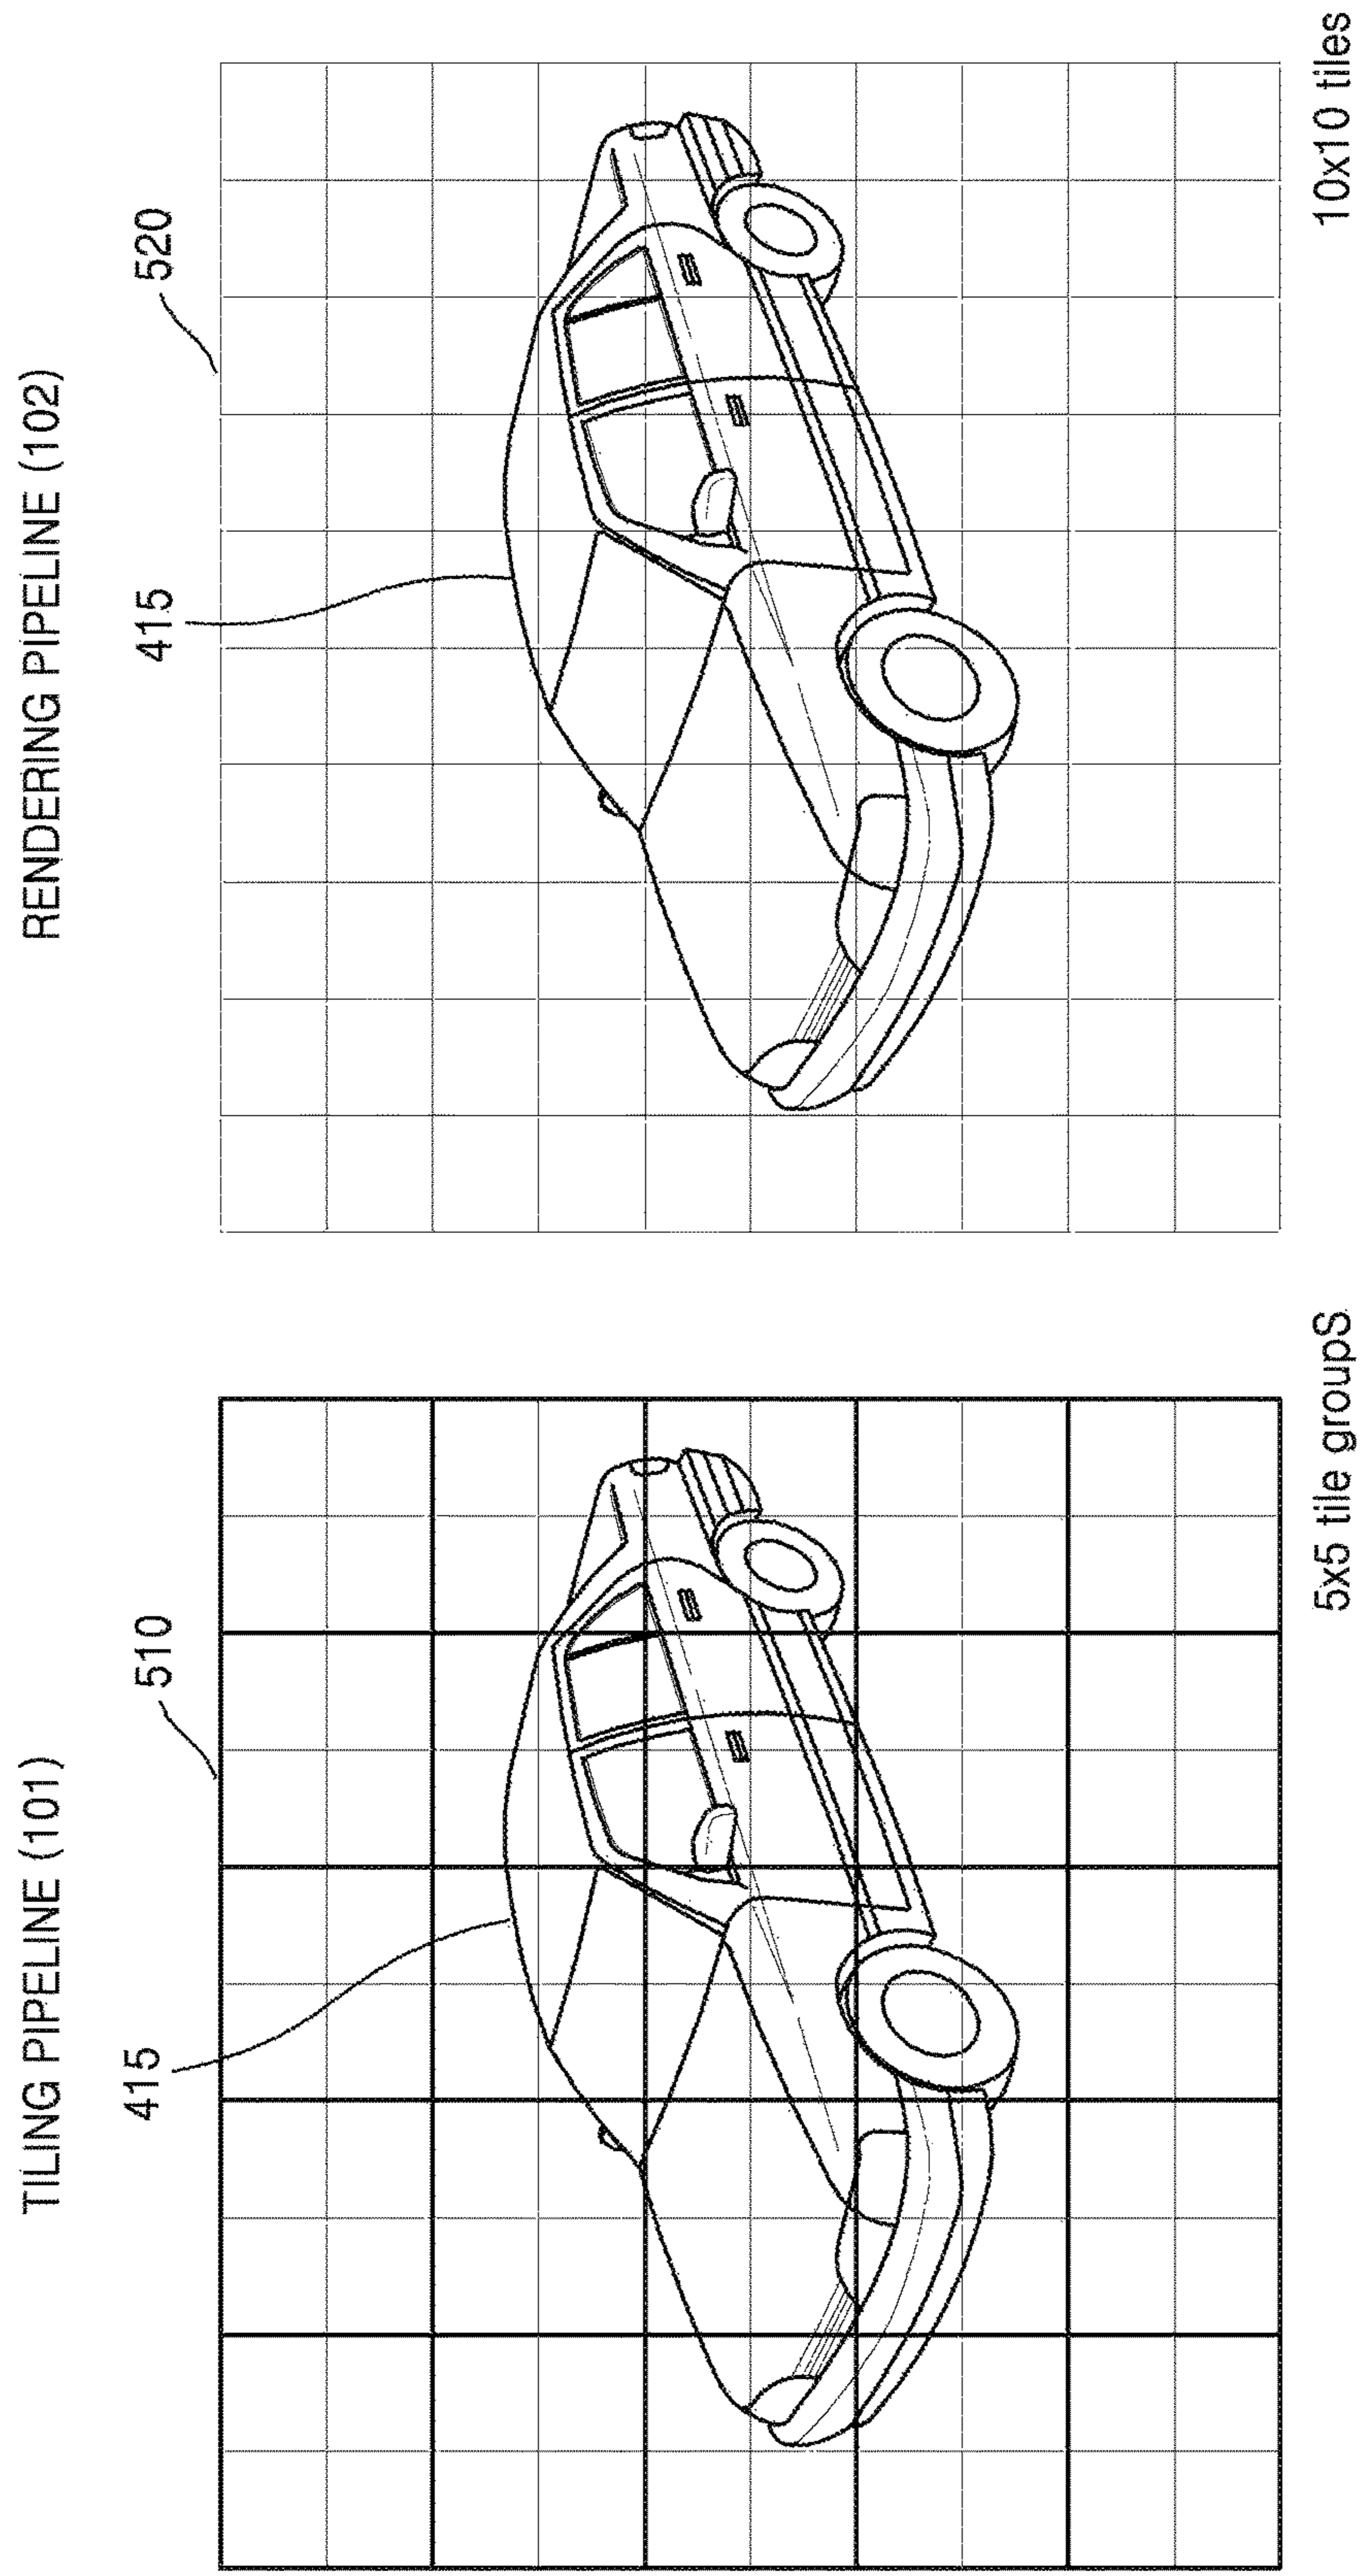 TILING PIPELINE (101)
415
510
5x5 tile groupS
RENDERING PIPELINE (102)
415
520
10x10 tiles